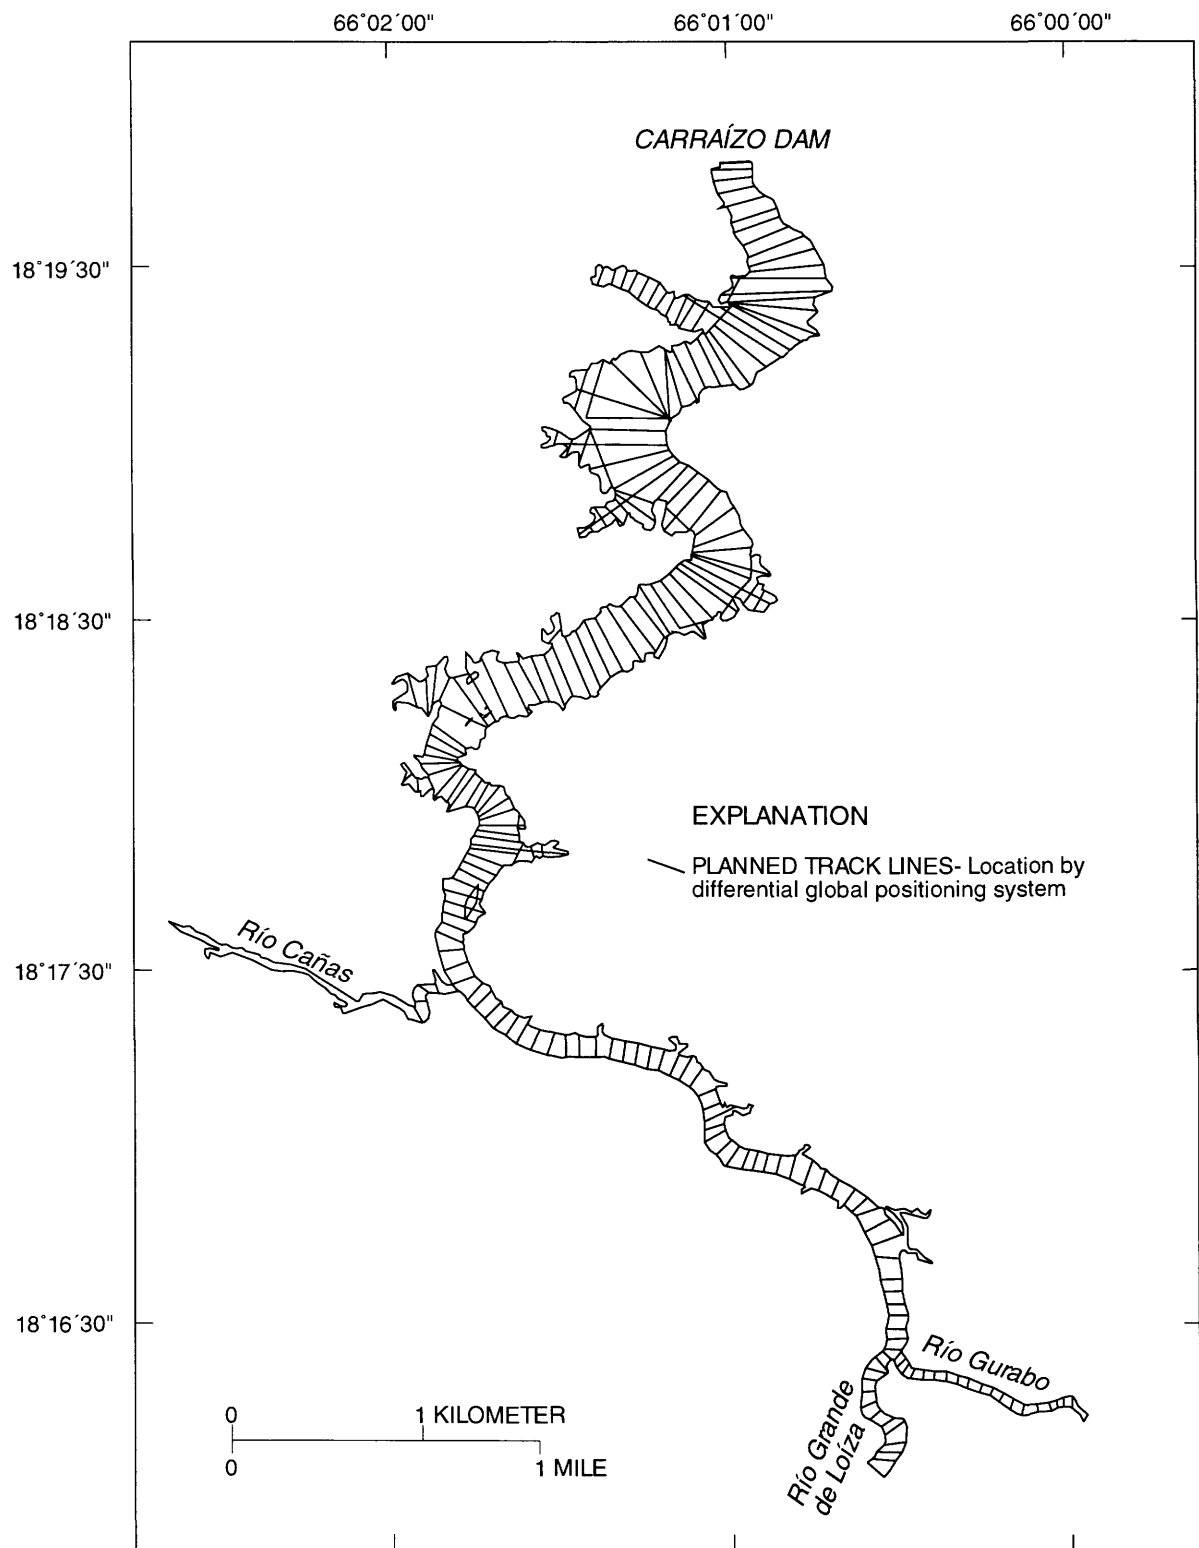 66°02´00" 66°01´00" 66°00´00"
CARRAÍZO DAM
18°19´30"
18°18´30"
EXPLANATION
PLANNED TRACK LINES- Location by
differential global positioning system
Río Cañas
18°17´30"
18°16´30"
Río Gurabo
Río Grande
de Loíza
0 1 KILOMETER
0 1 MILE